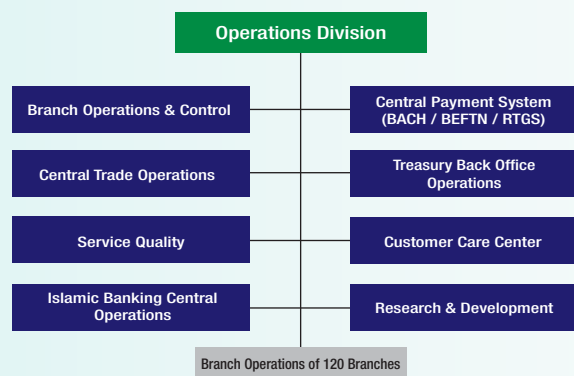 Operations Division
Branch Operations & Control
Central Payment System
(BACH / BEFTN / RTGS)
Central Trade Operations
Treasury Back Office
Operations
Service Quality
Customer Care Center
Islamic Banking Central
Operations
Research & Development
Branch Operations of 120 Branches